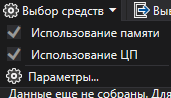 Выбор средств
Использование памяти
Использование ЦП
Параметры...
Данные еще не собраны.